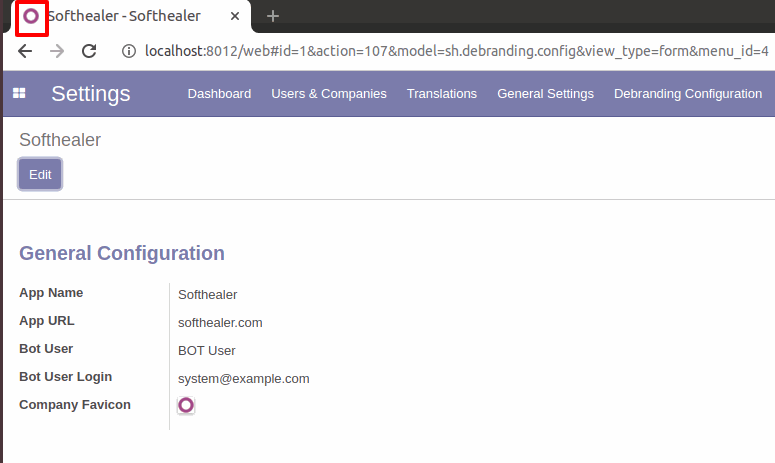 Softhealer - Softhealer
localhost:8012/web#id=1&action=107&model=sh.debranding.config&view_type=form&menu_id=4
Settings Dashboard Users & Companies Translations General Settings Debranding Configuration
Softhealer
Edit
General Configuration
App Name Softhealer
App URL softhealer.com
Bot User BOT User
Bot User Login system@example.com
Company Favicon